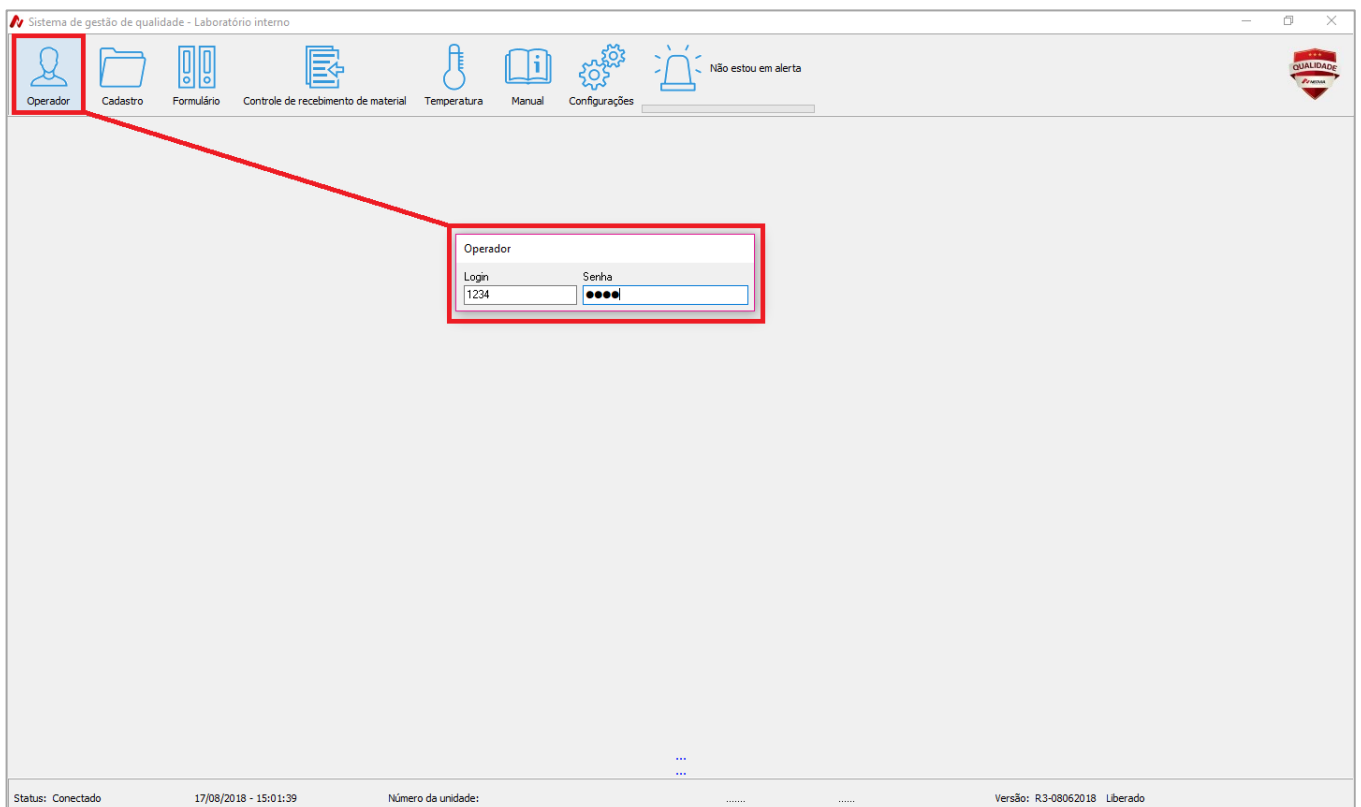 Sistema de gestão de qualidade - Laboratório interno
Operador Cadastro Formulário Controle de recebimento de material Temperatura Manual Configurações
Não estou em alerta
QUALIDADE
Operador
Login Senha
1234 ●●●●
...
...
Status: Conectado 17/08/2018 - 15:01:39 Número da unidade: ....... ...... Versão: R3-08062018 Liberado